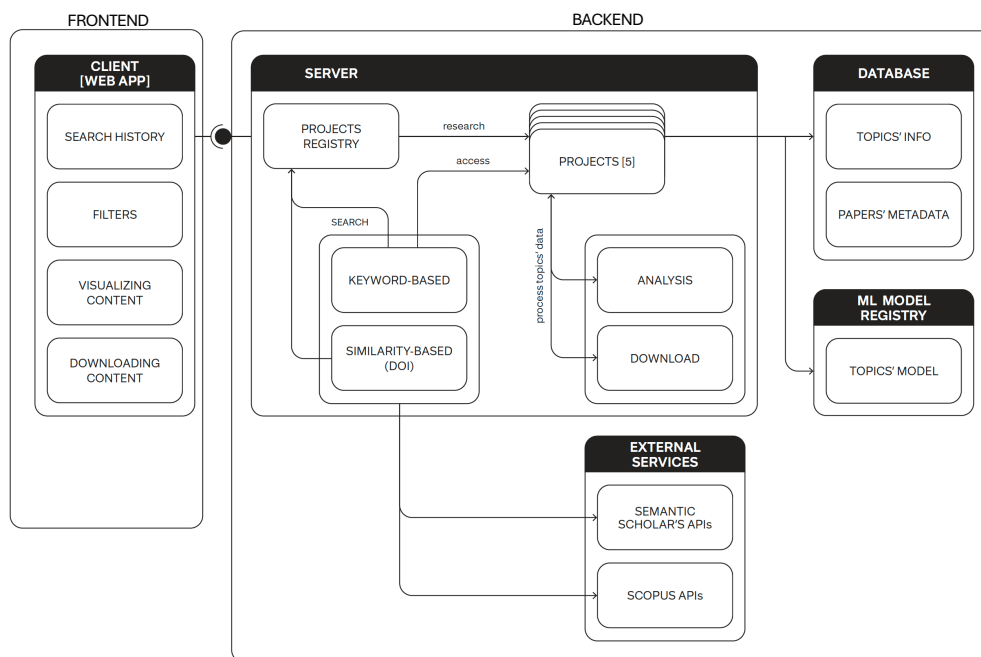 FRONTEND
BACKEND
CLIENT
[WEB APP]
SEARCH HISTORY
FILTERS
VISUALIZING
CONTENT
DOWNLOADING
CONTENT
SERVER
PROJECTS
REGISTRY
research
access
PROJECTS [5]
SEARCH
KEYWORD-BASED
SIMILARITY-BASED
(DOI)
process topics' data
ANALYSIS
DOWNLOAD
DATABASE
TOPICS' INFO
PAPERS' METADATA
ML MODEL
REGISTRY
TOPICS' MODEL
EXTERNAL
SERVICES
SEMANTIC
SCHOLAR'S APIs
SCOPUS APIs